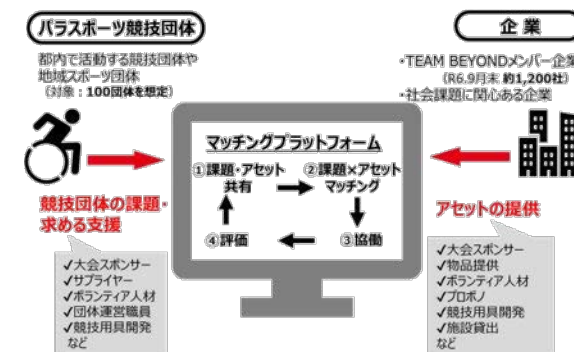 パラスポーツ競技団体
都内で活動する競技団体や
地域スポーツ団体
（対象：100団体を想定）
競技団体の課題・
求める支援
✓大会スポンサー
✓サプライヤー
✓ボランティア人材
✓団体運営職員
✓競技用具開発
など
マッチングプラットフォーム
①課題・アセット
共有
②課題×アセット
マッチング
③協働
④評価
企業
・TEAM BEYONDメンバー企業
（R6.9月末 約1,200社）
・社会課題に関心ある企業
アセットの提供
✓大会スポンサー
✓物品提供
✓ボランティア人材
✓プロボノ
✓競技用具開発
✓施設貸出
など